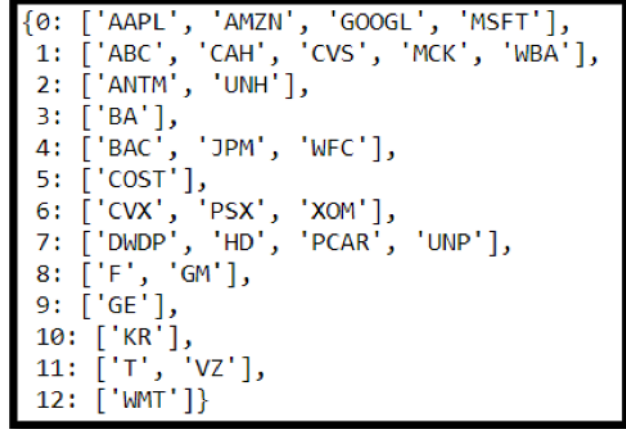 {0: ['AAPL', 'AMZN', 'GOOGL', 'MSFT'],
1: ['ABC', 'CAH', 'CVS', 'MCK', 'WBA'],
2: ['ANTM', 'UNH'],
3: ['BA'],
4: ['BAC', 'JPM', 'WFC'],
5: ['COST'],
6: ['CVX', 'PSX', 'XOM'],
7: ['DWDP', 'HD', 'PCAR', 'UNP'],
8: ['F', 'GM'],
9: ['GE'],
10: ['KR'],
11: ['T', 'VZ'],
12: ['WMT']}